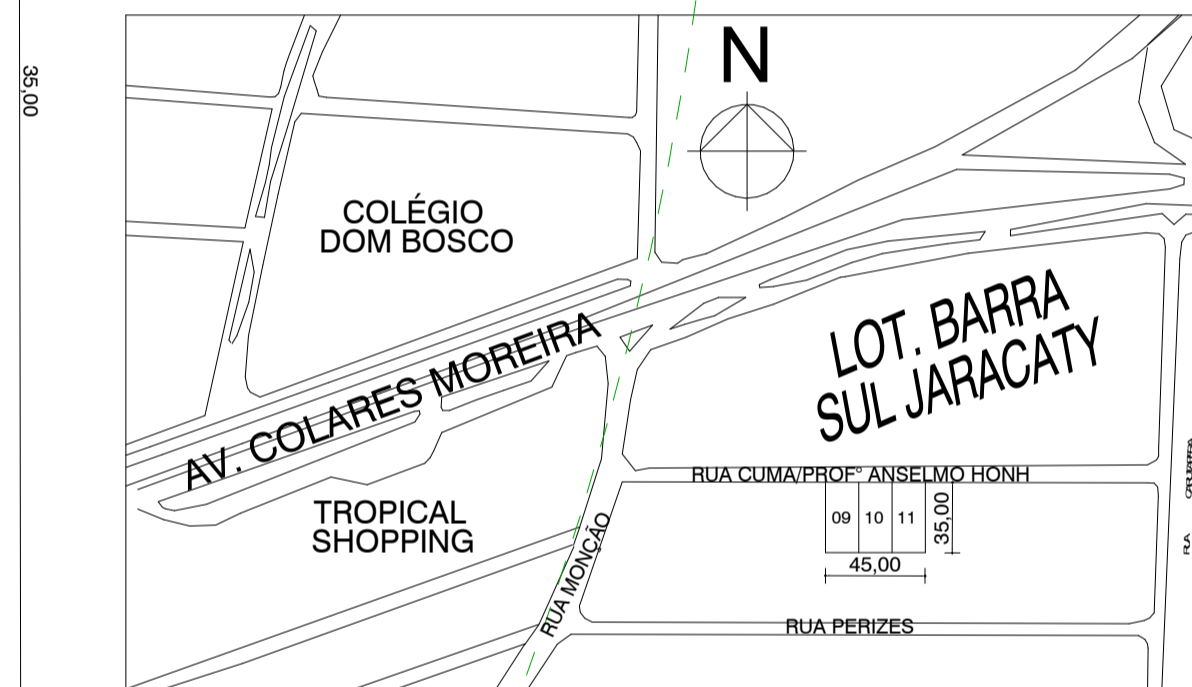 35,00
N
COLÉGIO
DOM BOSCO
AV. COLARES MOREIRA
LOT. BARRA
SUL JARACATY
TROPICAL
SHOPPING
RUA CUMA/PROF° ANSELMO HONH
09 10 11
35,00
45,00
RUA MONÇÃO
RUA PERIZES
RUA